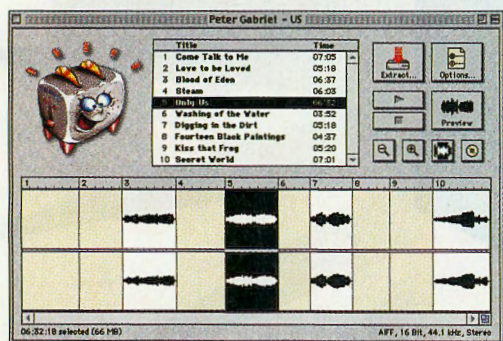 Peter Gabriel - US
Title Time
1 Come Talk to Me 07:05
2 Love to be Loved 05:18
3 Blood of Eden 06:37
4 Steam 06:03
5 Only Us 06:32
6 Washing of the Water 03:52
7 Digging in the Dirt 05:18
8 Fourteen Black Paintings 04:37
9 Kiss that Frog 05:20
10 Secret World 07:01
Extract... Options...
Preview
1 2 3 4 5 6 7 8 9 10
06:32:18 selected (66 MB) AIFF, 16 Bit, 44.1 kHz, Stereo